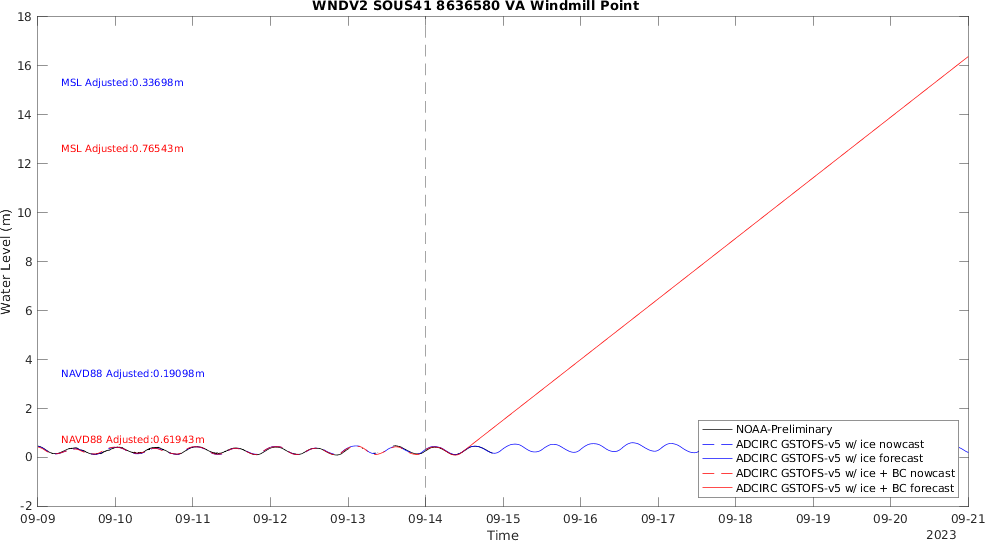 WNDV2 SOUS41 8636580 VA Windmill Point
18
16
14
12
10
8
6
4
2
0
-2
Water Level (m)
MSL Adjusted:0.33698m
MSL Adjusted:0.76543m
NAVD88 Adjusted:0.19098m
NAVD88 Adjusted:0.61943m
NOAA-Preliminary
ADCIRC GSTOFS-v5 w/ ice nowcast
ADCIRC GSTOFS-v5 w/ ice forecast
ADCIRC GSTOFS-v5 w/ ice + BC nowcast
ADCIRC GSTOFS-v5 w/ ice + BC forecast
09-09 09-10 09-11 09-12 09-13 09-14 09-15 09-16 09-17 09-18 09-19 09-20 09-21
Time
2023